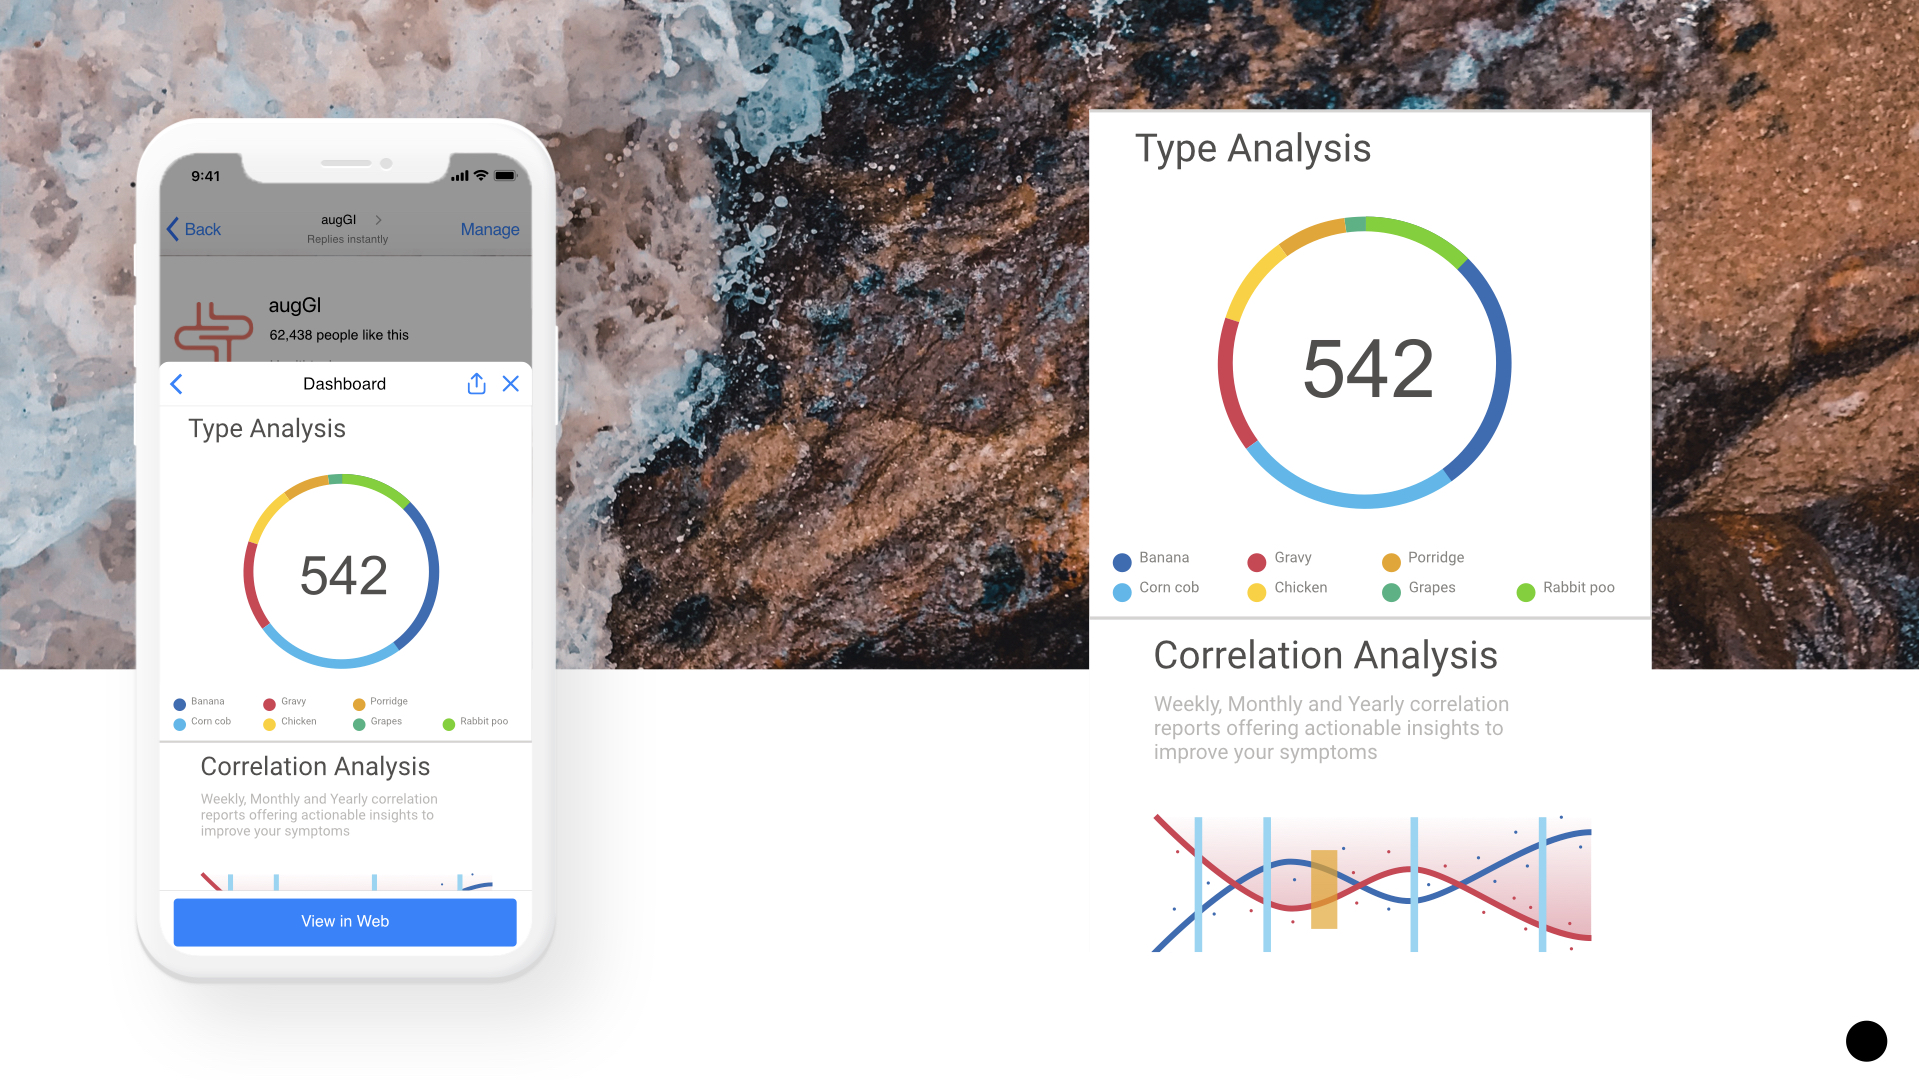 9:41
Back
augGI
Replies instantly
Manage
augGI
62,438 people like this
Dashboard
Type Analysis
542
Banana
Gravy
Porridge
Corn cob
Chicken
Grapes
Rabbit poo
Correlation Analysis
Weekly, Monthly and Yearly correlation
reports offering actionable insights to
improve your symptoms
View in Web
Type Analysis
542
Banana
Gravy
Porridge
Corn cob
Chicken
Grapes
Rabbit poo
Correlation Analysis
Weekly, Monthly and Yearly correlation
reports offering actionable insights to
improve your symptoms